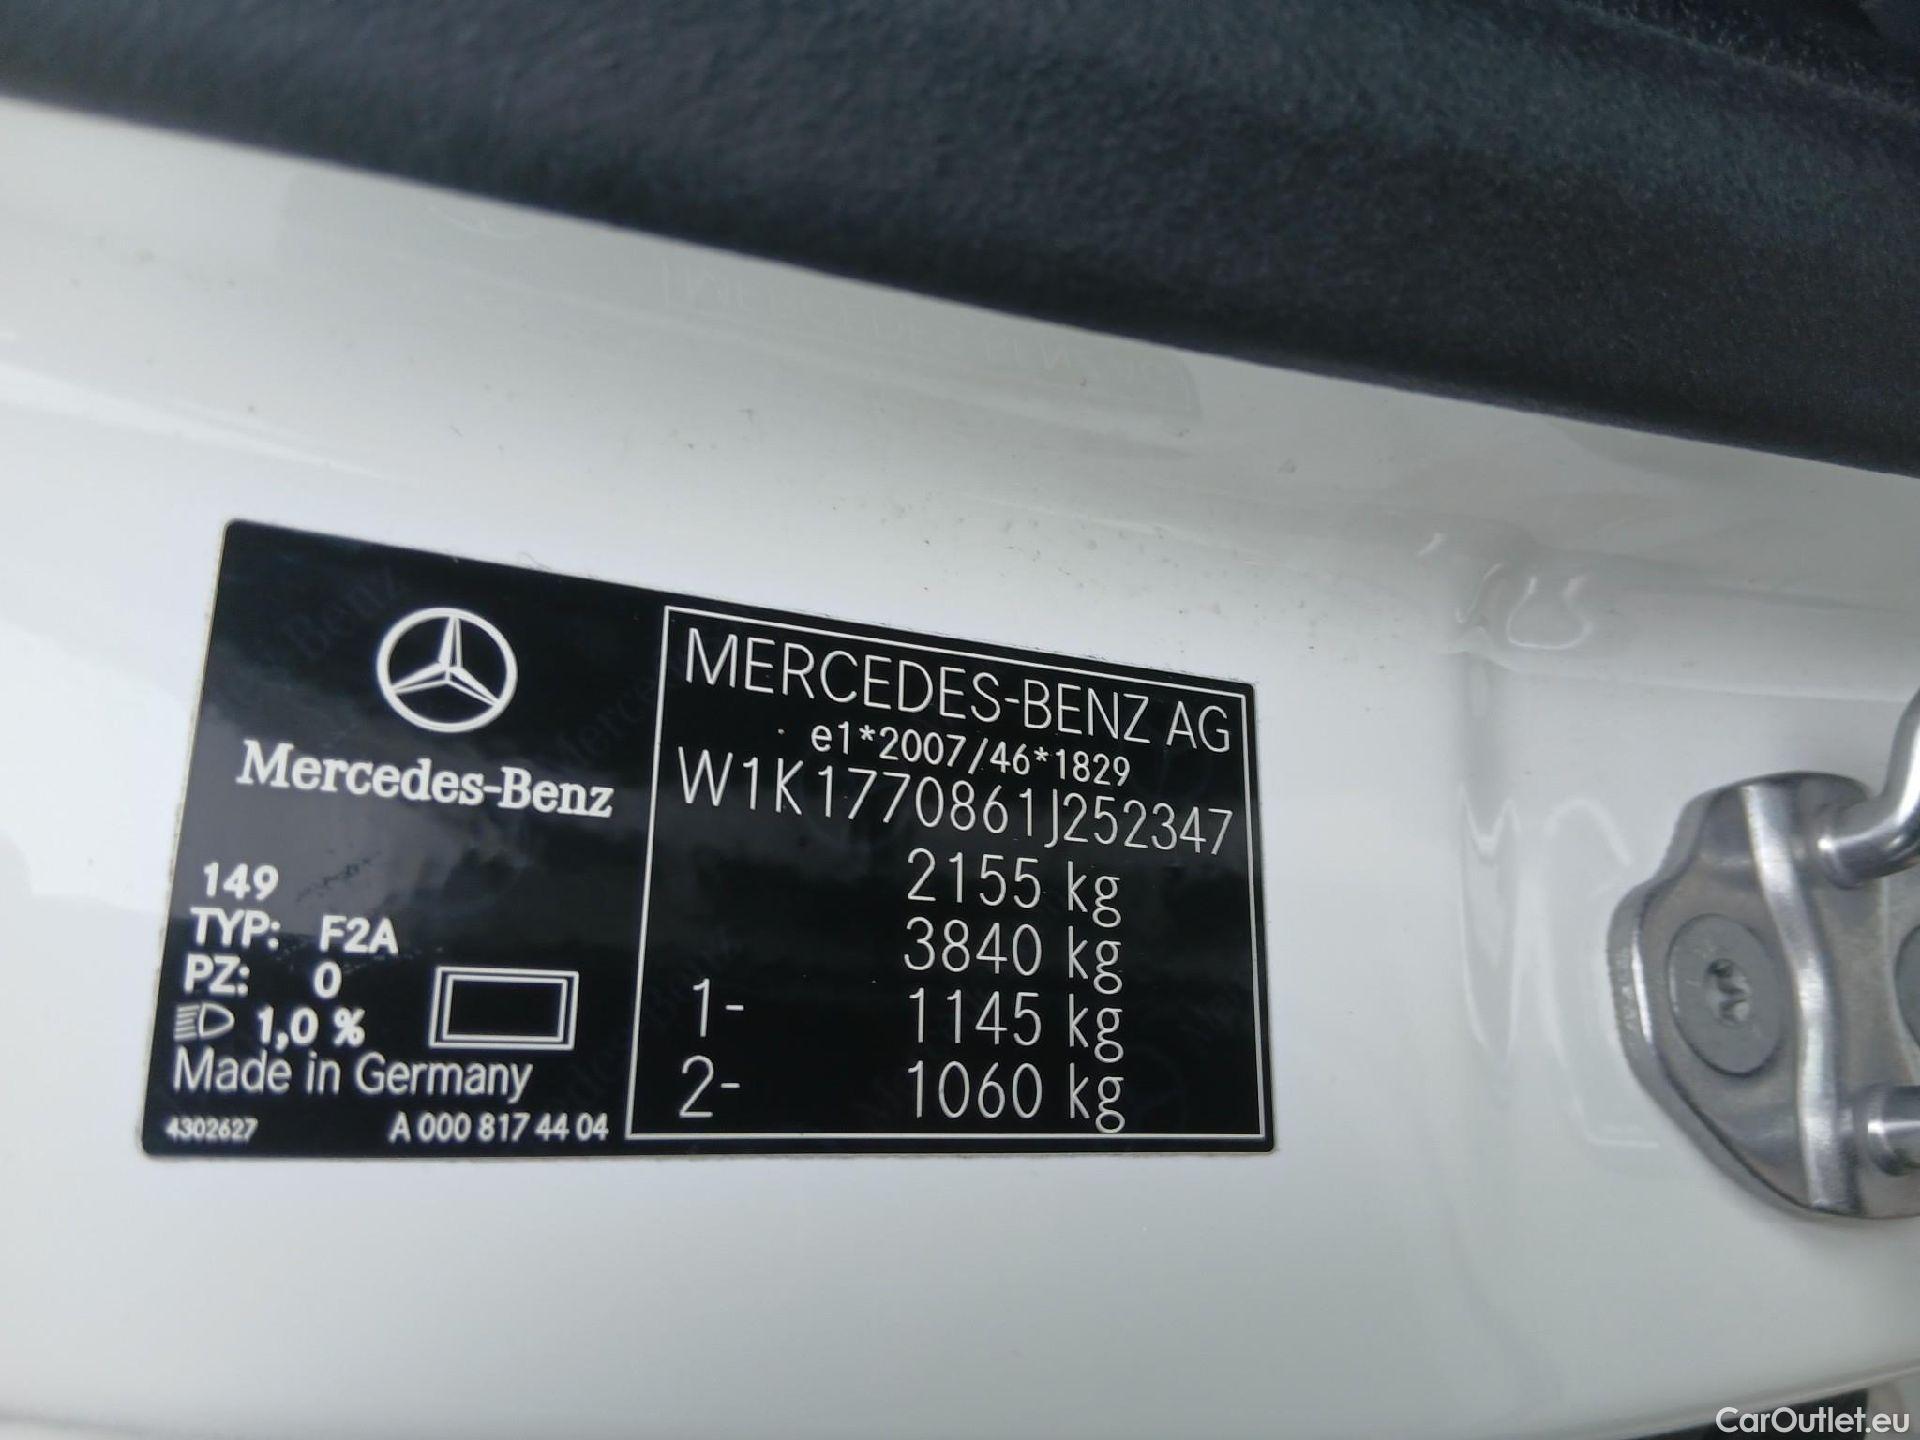 Mercedes-Benz
149
TYP: F2A
PZ: 0
1,0 %
Made in Germany
4302627 A 000 817 44 04
MERCEDES-BENZ AG
e1*2007/46*1829
W1K1770861J252347
2155 kg
3840 kg
1- 1145 kg
2- 1060 kg
CarOutlet.eu